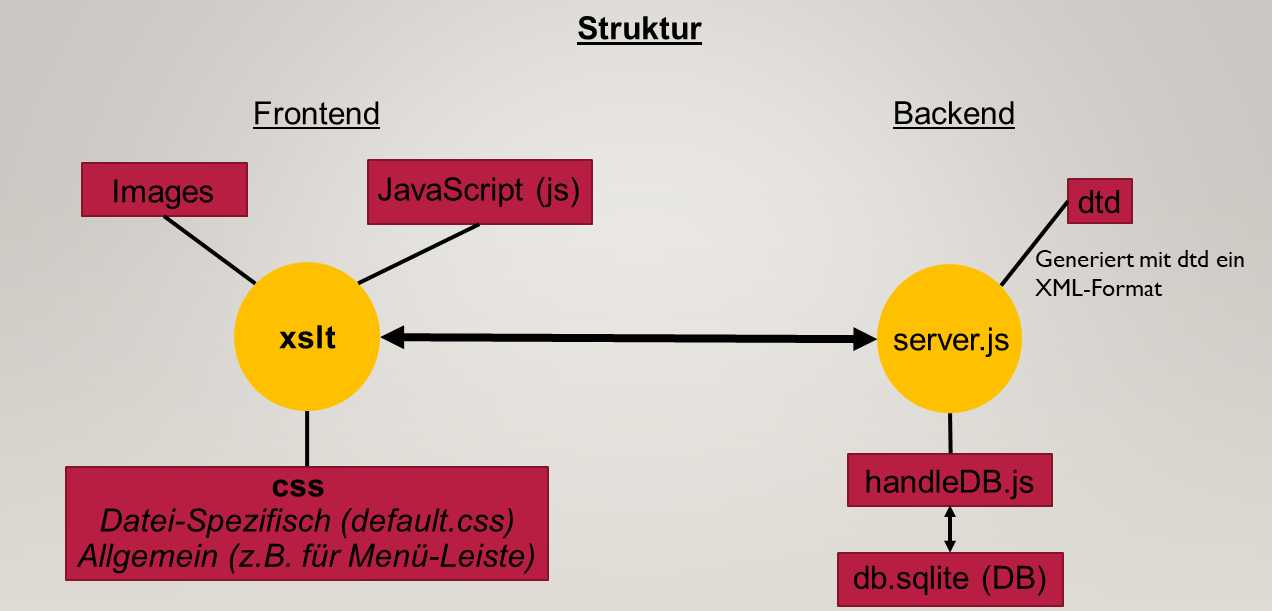 Struktur
Frontend
Backend
Images
JavaScript (js)
dtd
Generiert mit dtd ein
XML-Format
xslt
server.js
css
Datei-Spezifisch (default.css)
Allgemein (z.B. für Menü-Leiste)
handleDB.js
db.sqlite (DB)